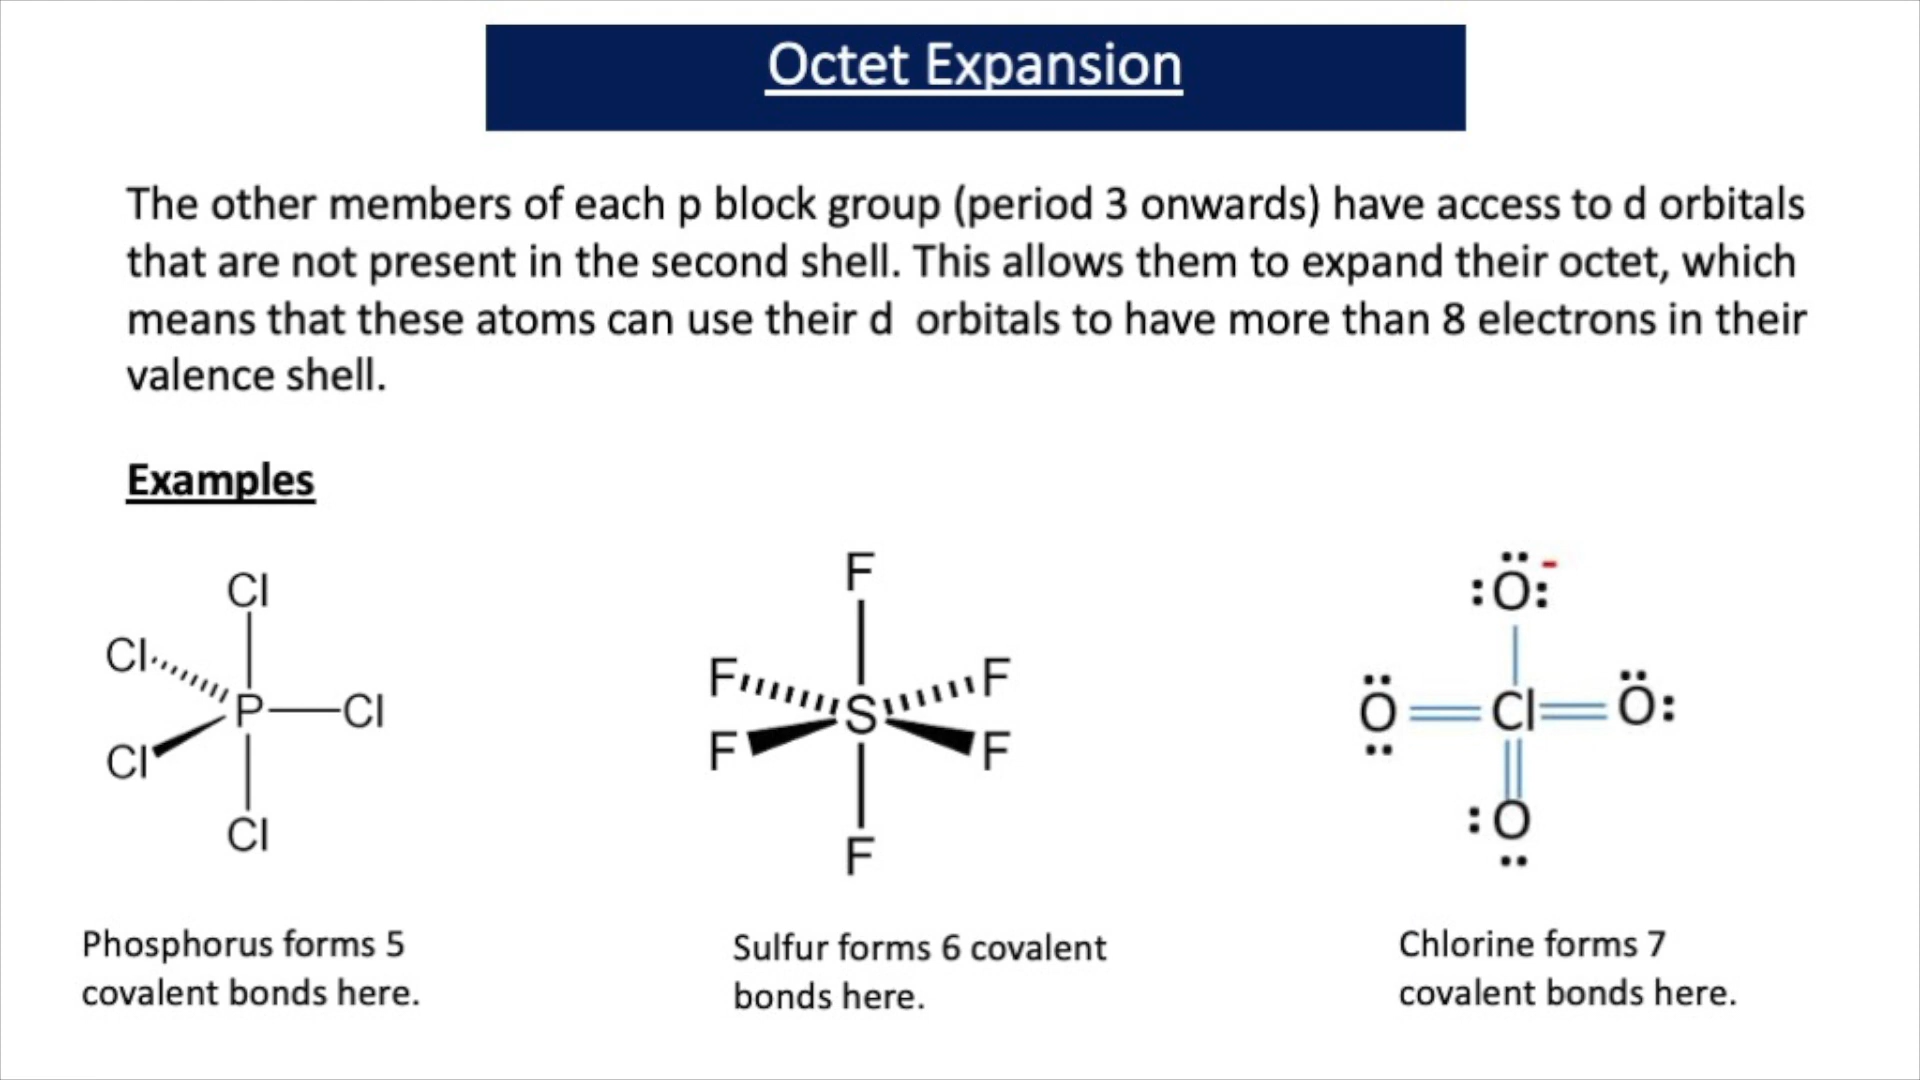 Octet Expansion
The other members of each p block group (period 3 onwards) have access to d orbitals
that are not present in the second shell. This allows them to expand their octet, which
means that these atoms can use their d  orbitals to have more than 8 electrons in their
valence shell.
Examples
Cl
Cl
P
Cl
Cl
Cl
F
F
F
S
F
F
F
:Ö:-
Ö
Cl
Ö:
:O
Phosphorus forms 5
covalent bonds here.
Sulfur forms 6 covalent
bonds here.
Chlorine forms 7
covalent bonds here.